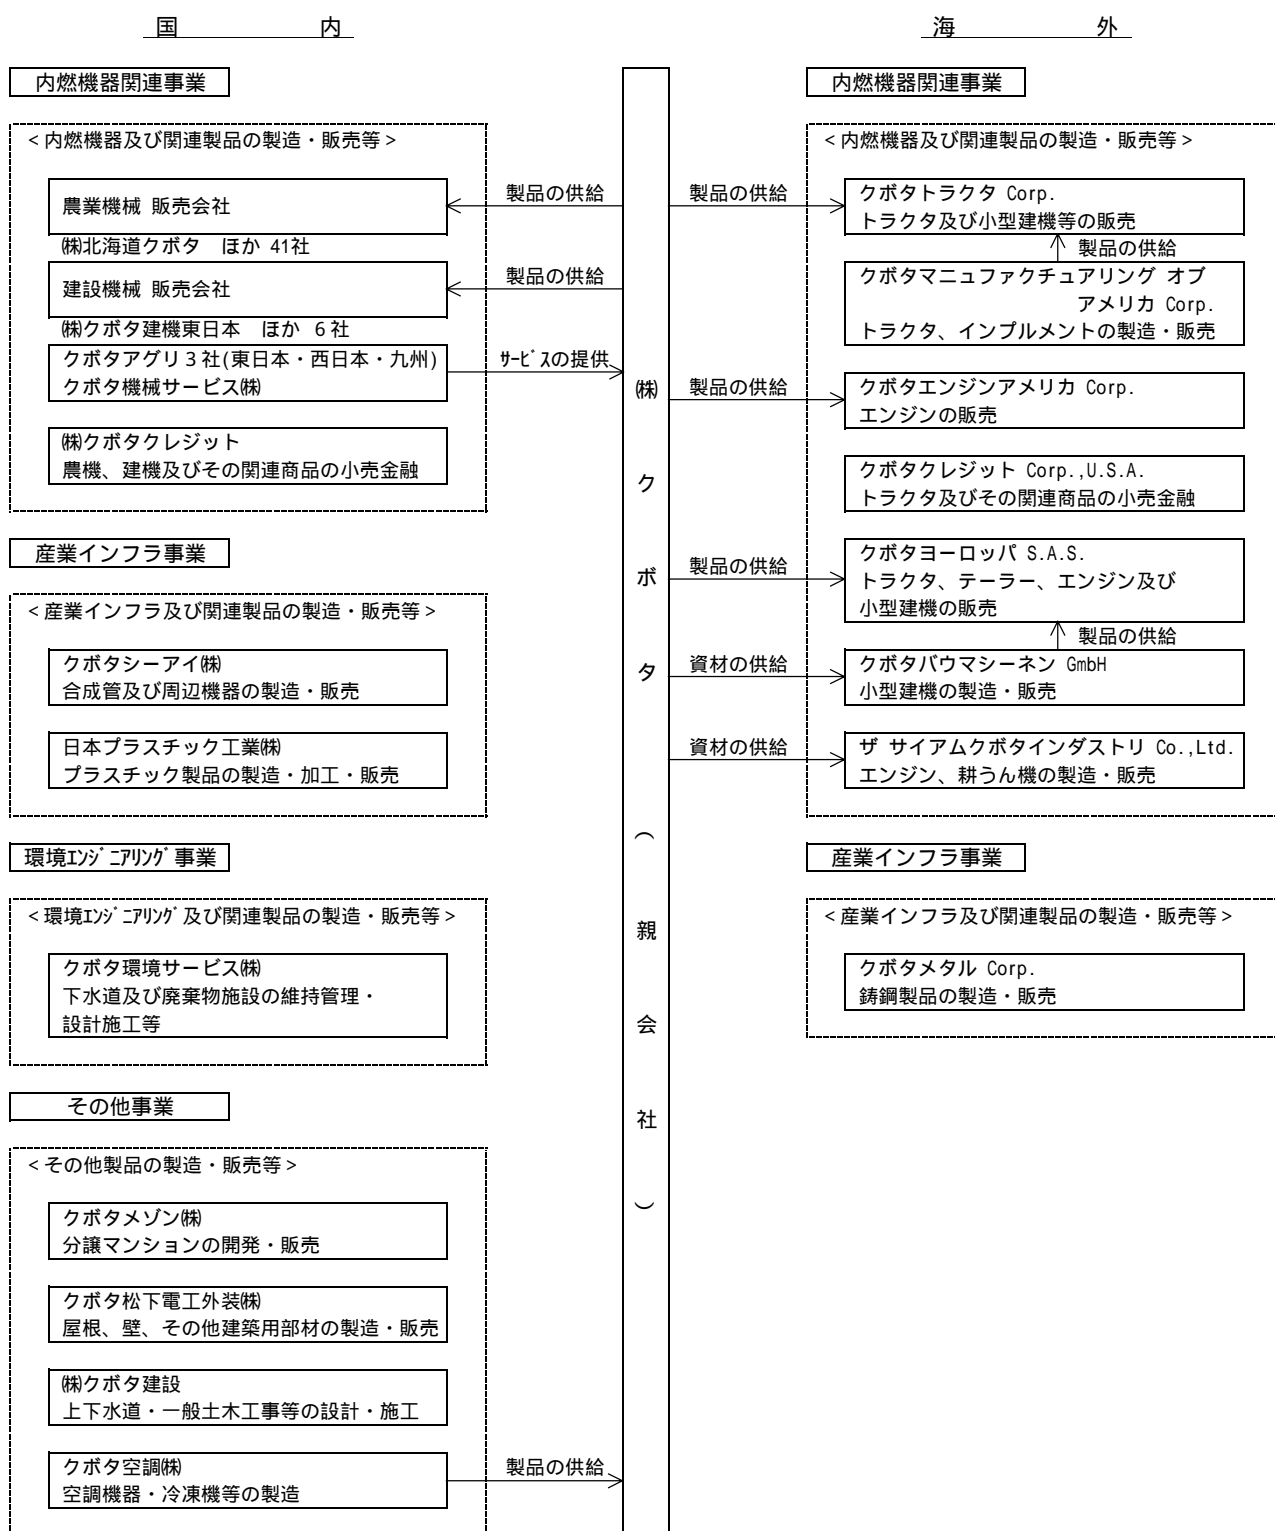 国 内
内燃機器関連事業
<内燃機器及び関連製品の製造・販売等>
農業機械 販売会社
㈱北海道クボタ ほか 41社
建設機械 販売会社
㈱クボタ建機東日本 ほか 6社
クボタアグリ3社(東日本・西日本・九州)
クボタ機械サービス㈱
㈱クボタクレジット
農機、建機及びその関連商品の小売金融
産業インフラ事業
<産業インフラ及び関連製品の製造・販売等>
クボタシーアイ㈱
合成管及び周辺機器の製造・販売
日本プラスチック工業㈱
プラスチック製品の製造・加工・販売
環境エンジニアリング事業
<環境エンジニアリング及び関連製品の製造・販売等>
クボタ環境サービス㈱
下水道及び廃棄物施設の維持管理・
設計施工等
その他事業
<その他製品の製造・販売等>
クボタメゾン㈱
分譲マンションの開発・販売
クボタ松下電工外装㈱
屋根、壁、その他建築用部材の製造・販売
㈱クボタ建設
上下水道・一般土木工事等の設計・施工
クボタ空調㈱
空調機器・冷凍機等の製造
製品の供給
製品の供給
サービスの提供
製品の供給
㈱クボタ(親会社)
製品の供給
製品の供給
製品の供給
資材の供給
資材の供給
海 外
内燃機器関連事業
<内燃機器及び関連製品の製造・販売等>
クボタトラクタ Corp.
トラクタ及び小型建機等の販売
製品の供給
クボタマニュファクチュアリング オブ
アメリカ Corp.
トラクタ、インプルメントの製造・販売
クボタエンジンアメリカ Corp.
エンジンの販売
クボタクレジット Corp.,U.S.A.
トラクタ及びその関連商品の小売金融
クボタヨーロッパ S.A.S.
トラクタ、テーラー、エンジン及び
小型建機の販売
製品の供給
クボタバウマシーネン GmbH
小型建機の製造・販売
ザ サイアムクボタインダストリ Co.,Ltd.
エンジン、耕うん機の製造・販売
産業インフラ事業
<産業インフラ及び関連製品の製造・販売等>
クボタメタル Corp.
鋳鋼製品の製造・販売